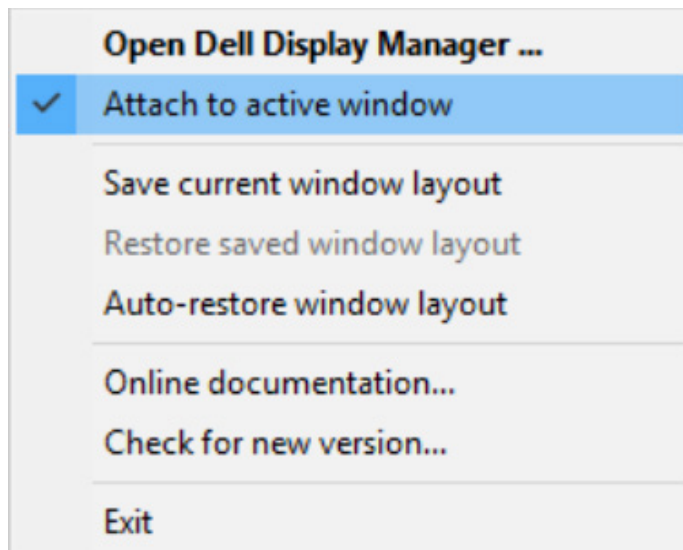 Open Dell Display Manager ...
Attach to active window
Save current window layout
Restore saved window layout
Auto-restore window layout
Online documentation...
Check for new version...
Exit